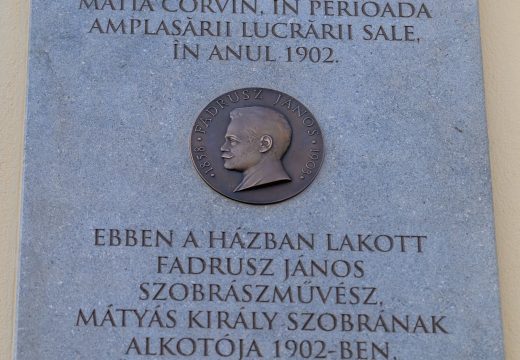 MATIA CORVIN, ÎN PERIOADA
AMPLASĂRII LUCRĂRII SALE,
ÎN ANUL 1902.
·1858·FADRUSZ JÁNOS·1903·
EBBEN A HÁZBAN LAKOTT
FADRUSZ JÁNOS
SZOBRÁSZMŰVÉSZ,
MÁTYÁS KIRÁLY SZOBRÁNAK
ALKOTÓJA 1902-BEN.